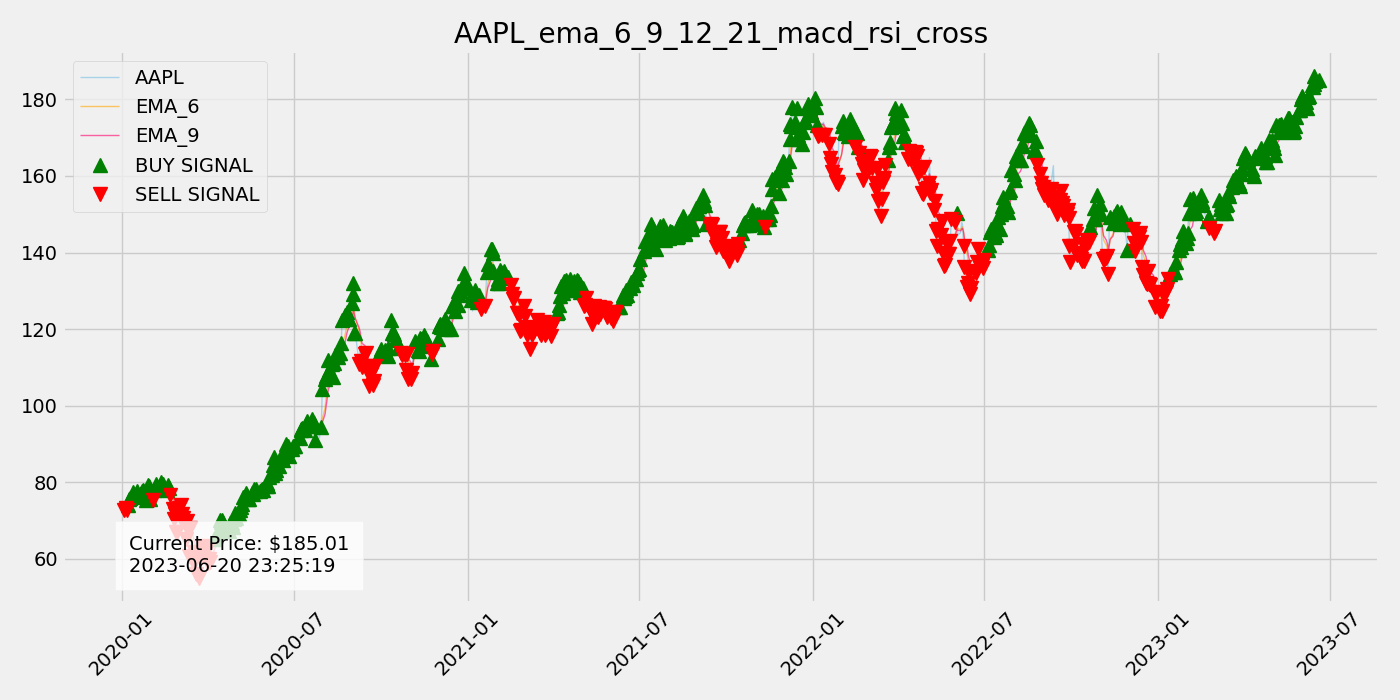 AAPL_ema_6_9_12_21_macd_rsi_cross
AAPL
EMA_6
EMA_9
BUY SIGNAL
SELL SIGNAL
180
160
140
120
100
80
60
Current Price: $185.01
2023-06-20 23:25:19
2020-01
2020-07
2021-01
2021-07
2022-01
2022-07
2023-01
2023-07